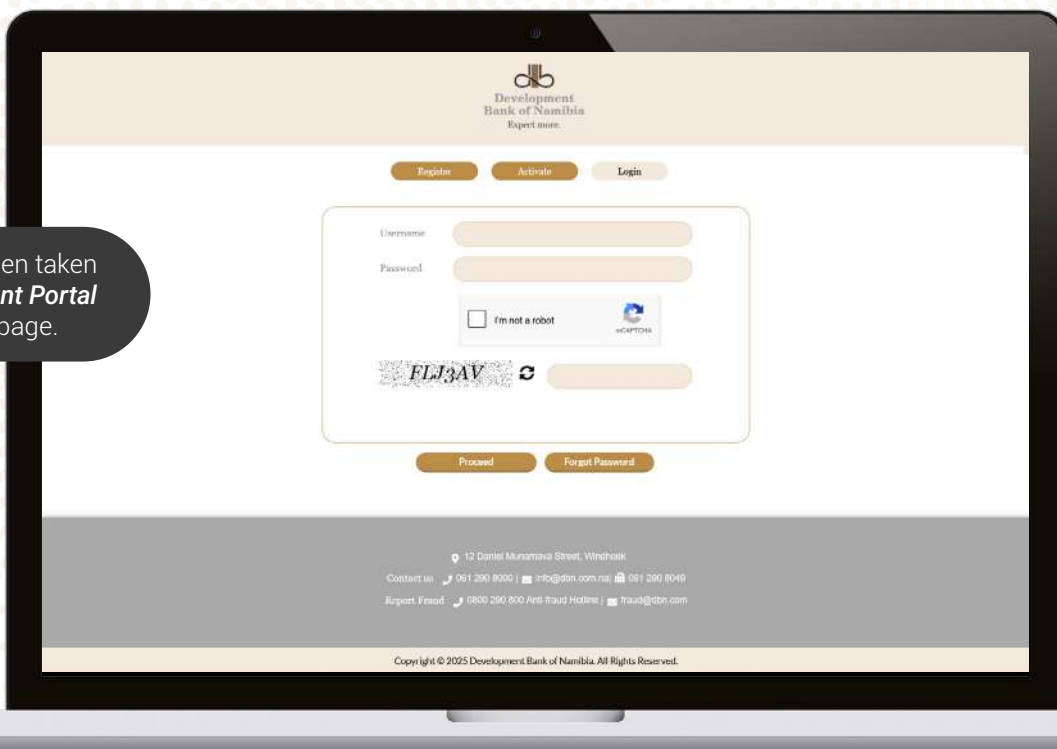 Development
Bank of Namibia
Expect more.
Register Activate Login
Username
en taken
nt Portal
page.
Password
I'm not a robot
reCAPTCHA
FLJ3AV
Proceed Forgot Password
12 Daniel Munamava Street, Windhoek
Contact us 061 290 8000 | info@dbn.com.na| 061 290 8049
Report Fraud 0800 290 800 Anti-fraud Hotline | fraud@dbn.com
Copyright © 2025 Development Bank of Namibia. All Rights Reserved.